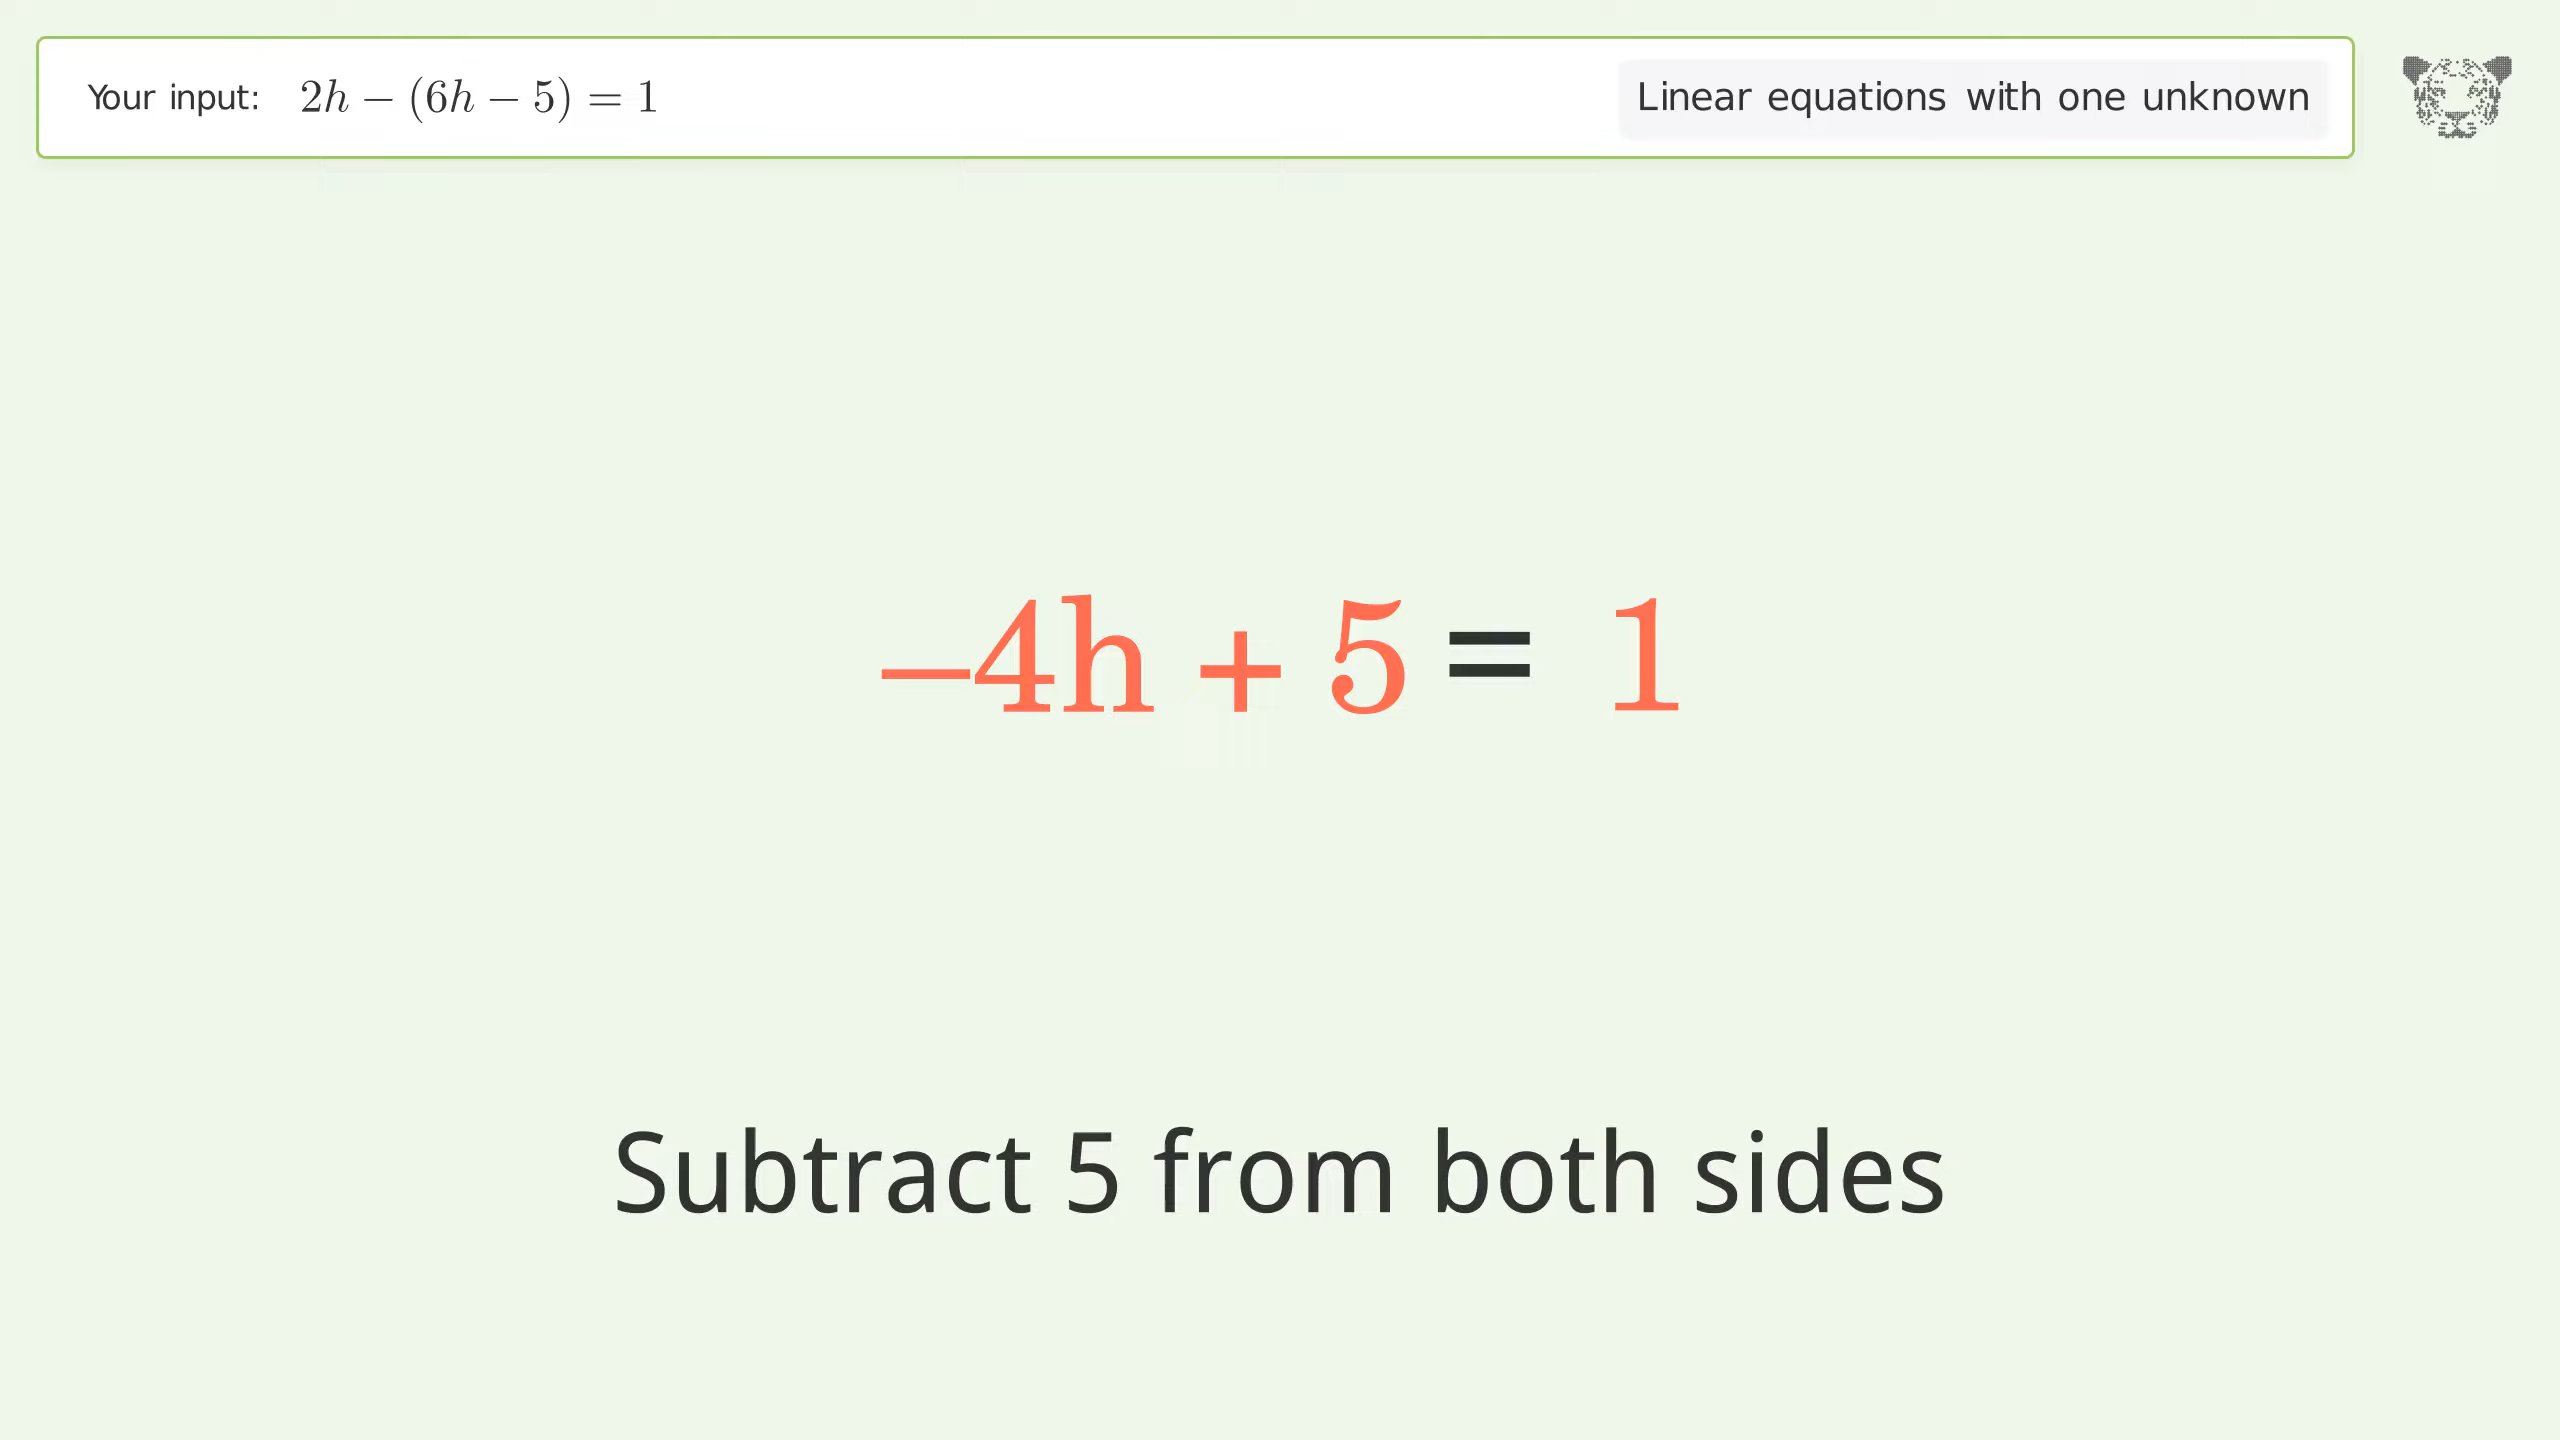 Your input: 2h − (6h − 5) = 1
Linear equations with one unknown
−4h + 5 = 1
Subtract 5 from both sides